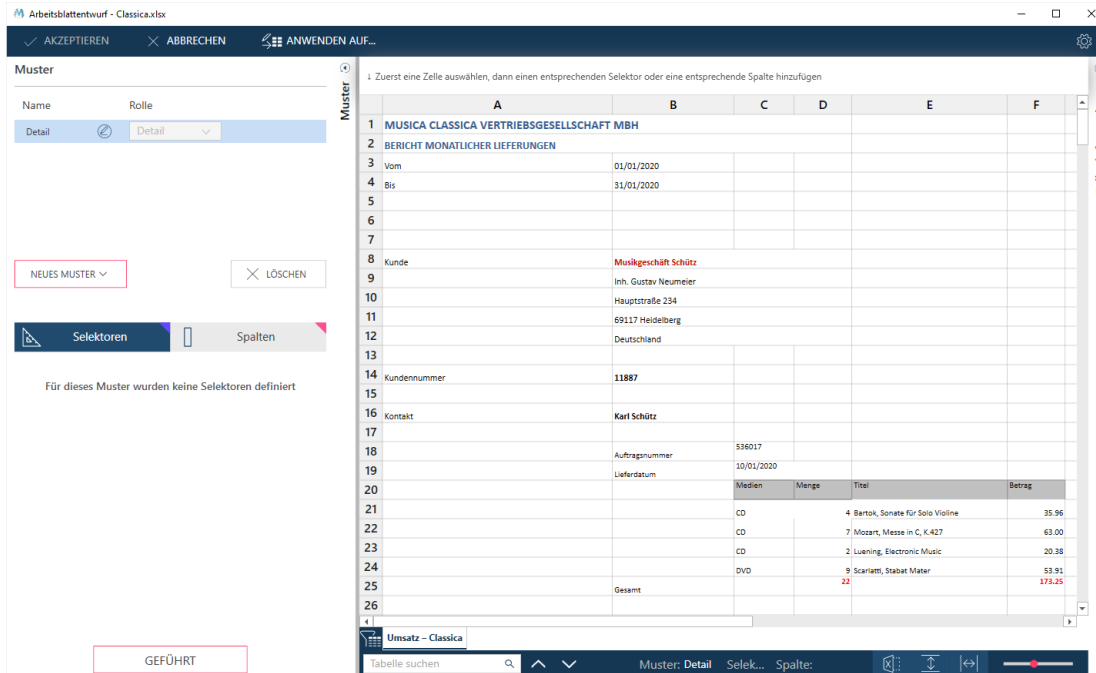 Arbeitsblattentwurf - Classica.xlsx
AKZEPTIEREN ABBRECHEN ANWENDEN AUF...
Muster
Name Rolle
Detail Detail
NEUES MUSTER LÖSCHEN
Selektoren Spalten
Für dieses Muster wurden keine Selektoren definiert
GEFÜHRT
Muster
↓ Zuerst eine Zelle auswählen, dann einen entsprechenden Selektor oder eine entsprechende Spalte hinzufügen
A B C D E F
1 MUSICA CLASSICA VERTRIEBSGESELLSCHAFT MBH
2 BERICHT MONATLICHER LIEFERUNGEN
3 Vom 01/01/2020
4 Bis 31/01/2020
5
6
7
8 Kunde Musikgeschäft Schütz
9 Inh. Gustav Neumeier
10 Hauptstraße 234
11 69117 Heidelberg
12 Deutschland
13
14 Kundennummer 11887
15
16 Kontakt Karl Schütz
17
18 Auftragsnummer 536017
19 Lieferdatum 10/01/2020
20 Medien Menge Titel Betrag
21 CD 4 Bartok, Sonate für Solo Violine 35.96
22 CD 7 Mozart, Messe in C, K.427 63.00
23 CD 2 Luening, Electronic Music 20.38
24 DVD 9 Scarlatti, Stabat Mater 53.91
25 Gesamt 22 173.25
26
Umsatz – Classica
Tabelle suchen Muster: Detail Selek... Spalte: